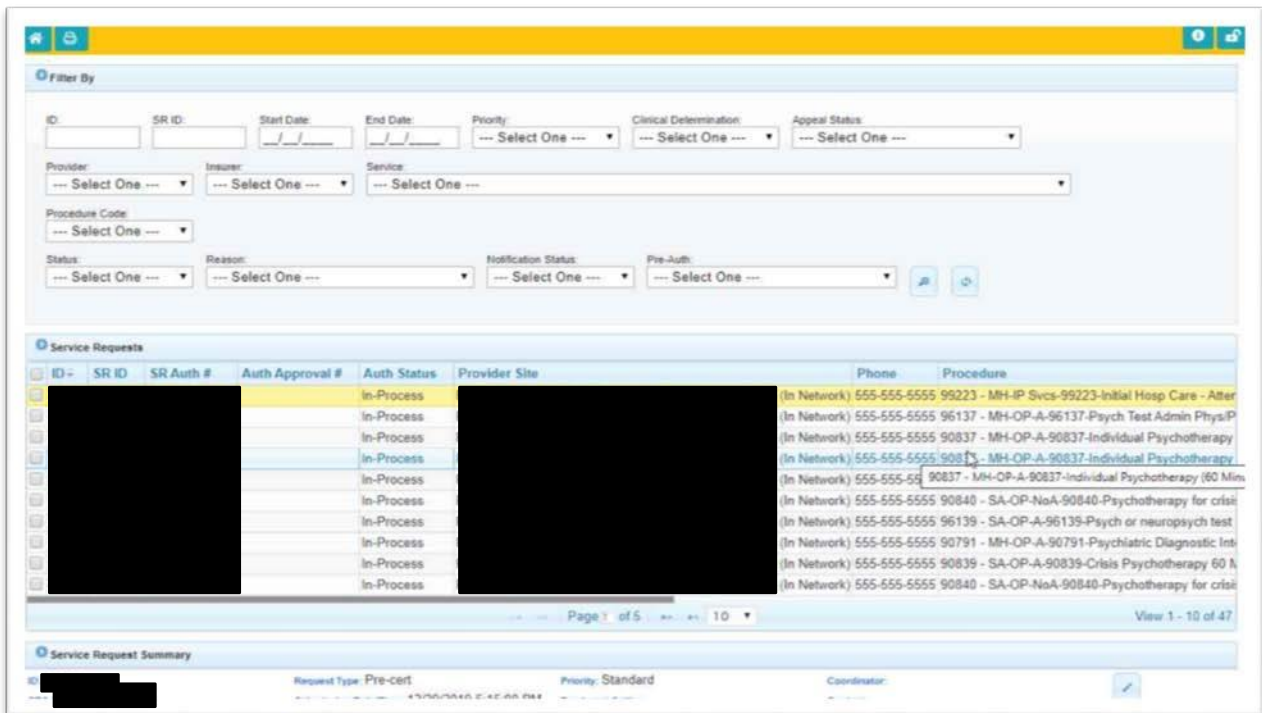 Filter By
ID: SR ID: Start Date: End Date: Priority: Clinical Determination: Appeal Status:
__/__/____ __/__/____ --- Select One --- --- Select One --- --- Select One ---
Provider: Insurer: Service:
--- Select One --- --- Select One --- --- Select One ---
Procedure Code:
--- Select One ---
Status: Reason: Notification Status: Pre-Auth:
--- Select One --- --- Select One --- --- Select One --- --- Select One ---
Service Requests
ID SR ID SR Auth # Auth Approval # Auth Status Provider Site Phone Procedure
In-Process (In Network) 555-555-5555 99223 - MH-IP Svcs-99223-Initial Hosp Care - Atter
In-Process (In Network) 555-555-5555 96137 - MH-OP-A-96137-Psych Test Admin Phys/P
In-Process (In Network) 555-555-5555 90837 - MH-OP-A-90837-Individual Psychotherapy
In-Process (In Network) 555-555-5555 MH-OP-A-90837-Individual Psychotherapy
In-Process (In Network) 555-555-55 90837 - MH-OP-A-90837-Individual Psychotherapy (60 Minu
In-Process (In Network) 555-555-5555 90840 - SA-OP-NoA-90840-Psychotherapy for crisi
In-Process (In Network) 555-555-5555 96139 - SA-OP-A-96139-Psych or neuropsych test
In-Process (In Network) 555-555-5555 90791 - MH-OP-A-90791-Psychiatric Diagnostic Int
In-Process (In Network) 555-555-5555 90839 - SA-OP-A-90839-Crisis Psychotherapy 60 M
In-Process (In Network) 555-555-5555 90840 - SA-OP-NoA-90840-Psychotherapy for crisi
Page 1 of 5 10 View 1 - 10 of 47
Service Request Summary
ID Request Type: Pre-cert Priority: Standard Coordinator: